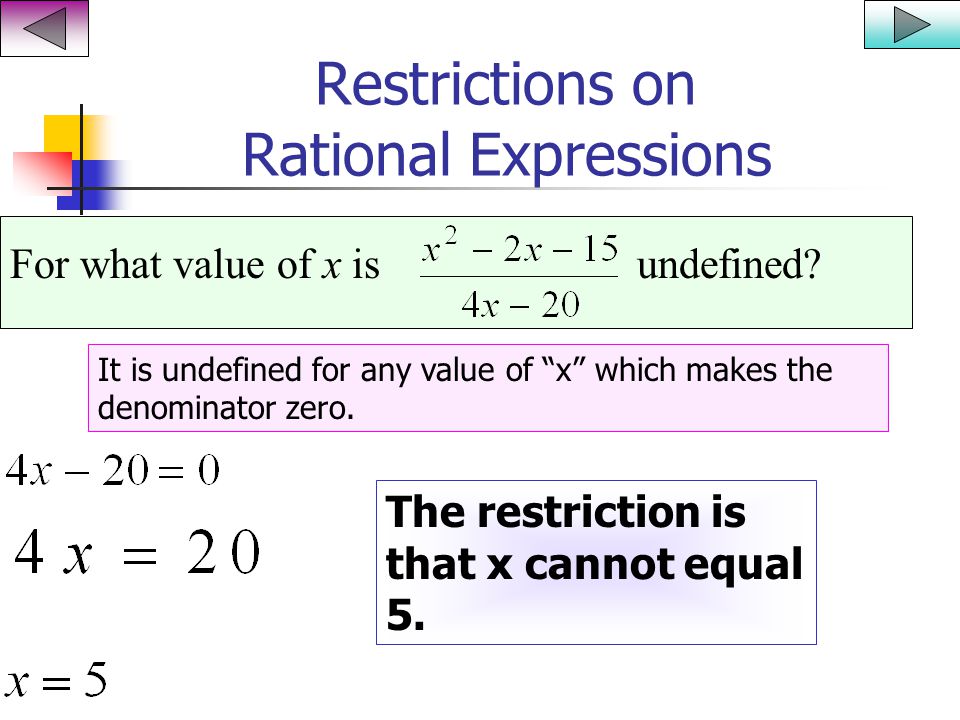 Restrictions on
Rational Expressions
For what value of x is (x² − 2x − 15)/(4x − 20) undefined?
It is undefined for any value of “x” which makes the
denominator zero.
4x − 20 = 0
4x = 20
x = 5
The restriction is
that x cannot equal
5.